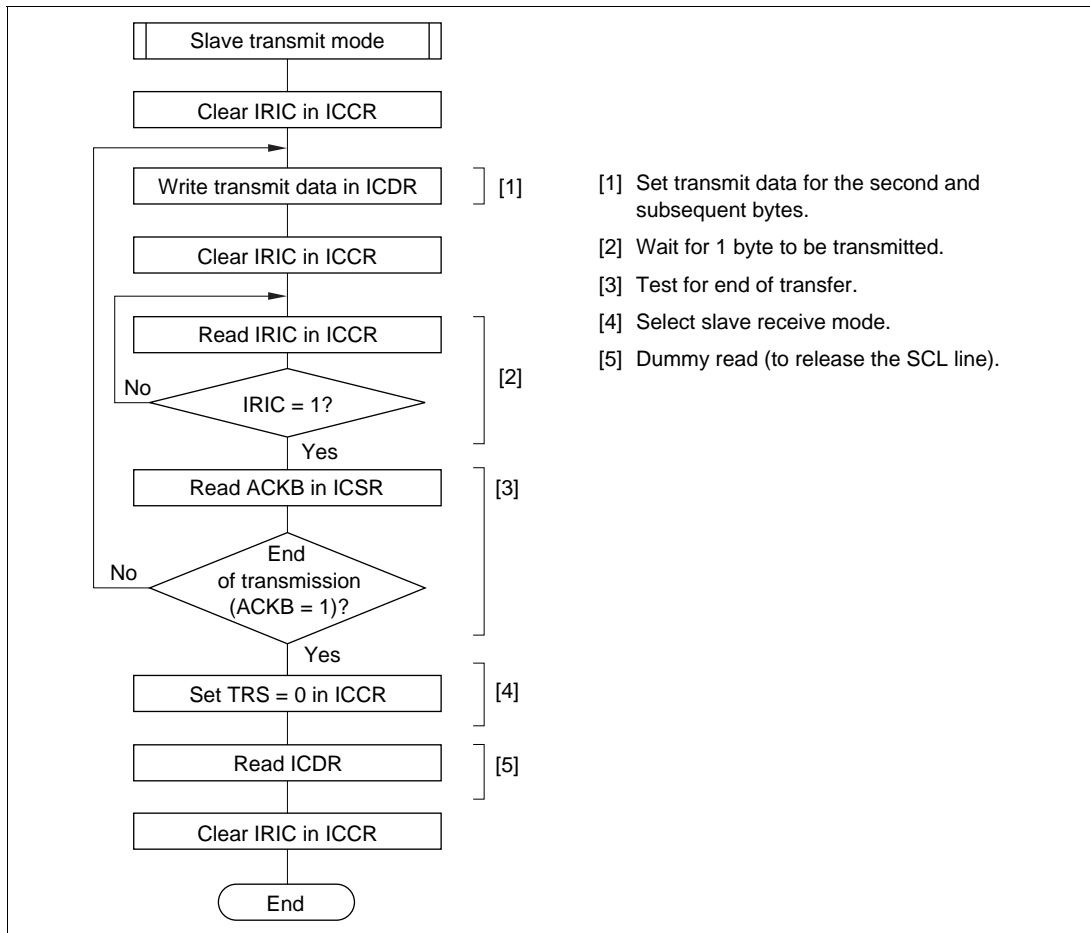 Slave transmit mode
Clear IRIC in ICCR
Write transmit data in ICDR
[1]
Clear IRIC in ICCR
Read IRIC in ICCR
[2]
No
IRIC = 1?
Yes
Read ACKB in ICSR
[3]
No
End
of transmission
(ACKB = 1)?
Yes
Set TRS = 0 in ICCR
[4]
Read ICDR
[5]
Clear IRIC in ICCR
End
[1] Set transmit data for the second and
subsequent bytes.
[2] Wait for 1 byte to be transmitted.
[3] Test for end of transfer.
[4] Select slave receive mode.
[5] Dummy read (to release the SCL line).